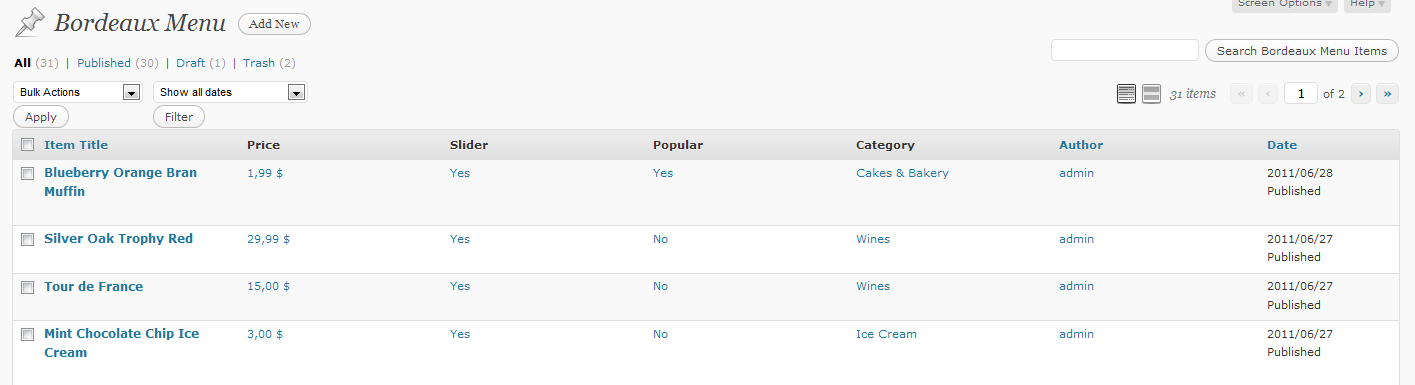 Screen Options Help
Bordeaux Menu Add New
Search Bordeaux Menu Items
All (31) | Published (30) | Draft (1) | Trash (2)
Bulk Actions Show all dates 31 items « ‹ 1 of 2 › »
Apply Filter
Item Title Price Slider Popular Category Author Date
Blueberry Orange Bran 1,99 $ Yes Yes Cakes & Bakery admin 2011/06/28
Muffin Published
Silver Oak Trophy Red 29,99 $ Yes No Wines admin 2011/06/27
Published
Tour de France 15,00 $ Yes No Wines admin 2011/06/27
Published
Mint Chocolate Chip Ice 3,00 $ Yes No Ice Cream admin 2011/06/27
Cream Published